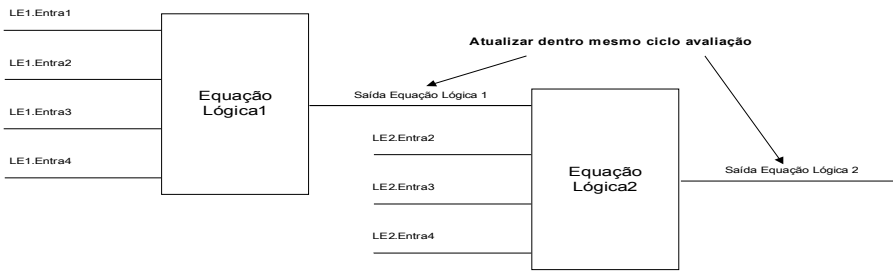 LE1.Entra1
LE1.Entra2
LE1.Entra3
LE1.Entra4
Equação
Lógica1
Atualizar dentro mesmo ciclo avaliação
Saída Equação Lógica 1
LE2.Entra2
LE2.Entra3
LE2.Entra4
Equação
Lógica2
Saída Equação Lógica 2